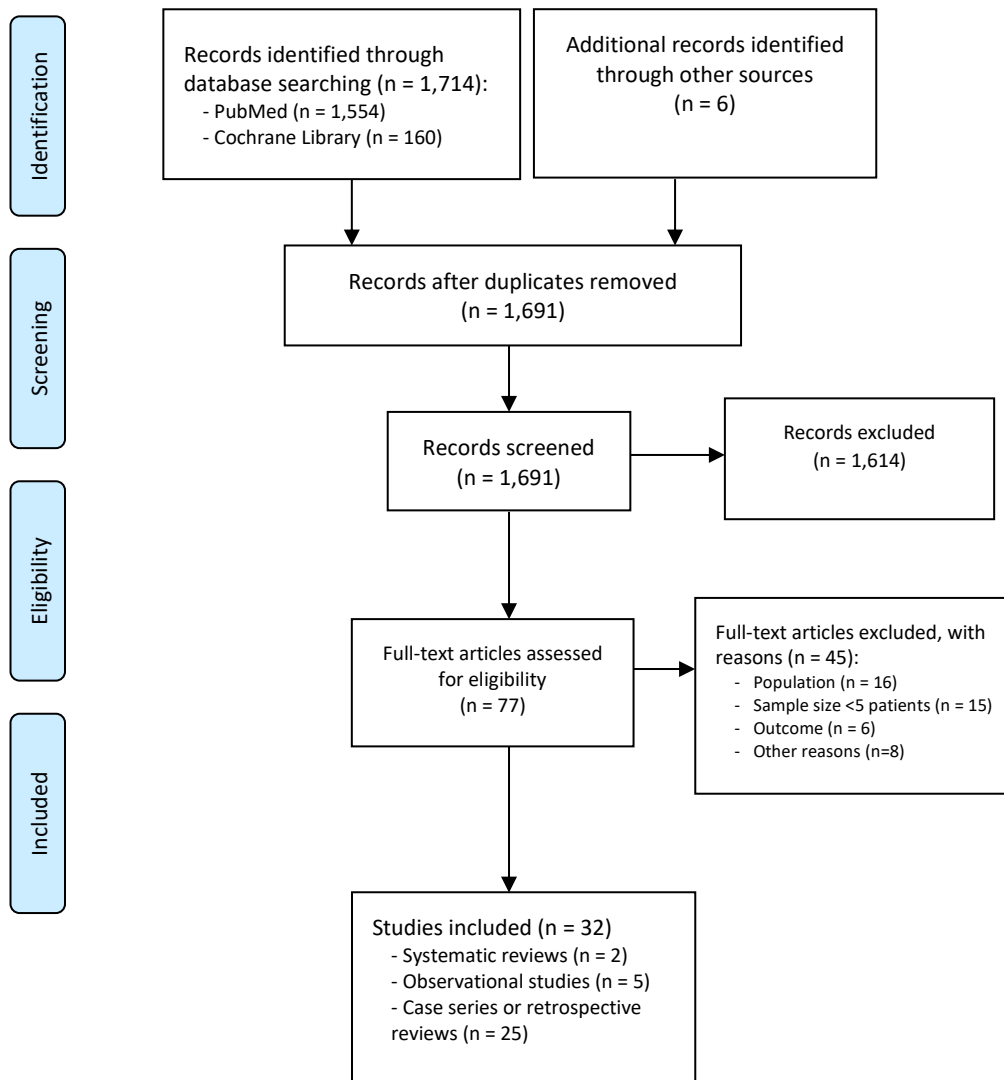 Identification
Records identified through
database searching (n = 1,714):
- PubMed (n = 1,554)
- Cochrane Library (n = 160)
Additional records identified
through other sources
(n = 6)
Screening
Records after duplicates removed
(n = 1,691)
Records screened
(n = 1,691)
Records excluded
(n = 1,614)
Eligibility
Full-text articles assessed
for eligibility
(n = 77)
Full-text articles excluded, with
reasons (n = 45):
- Population (n = 16)
- Sample size <5 patients (n = 15)
- Outcome (n = 6)
- Other reasons (n=8)
Included
Studies included (n = 32)
- Systematic reviews (n = 2)
- Observational studies (n = 5)
- Case series or retrospective
reviews (n = 25)